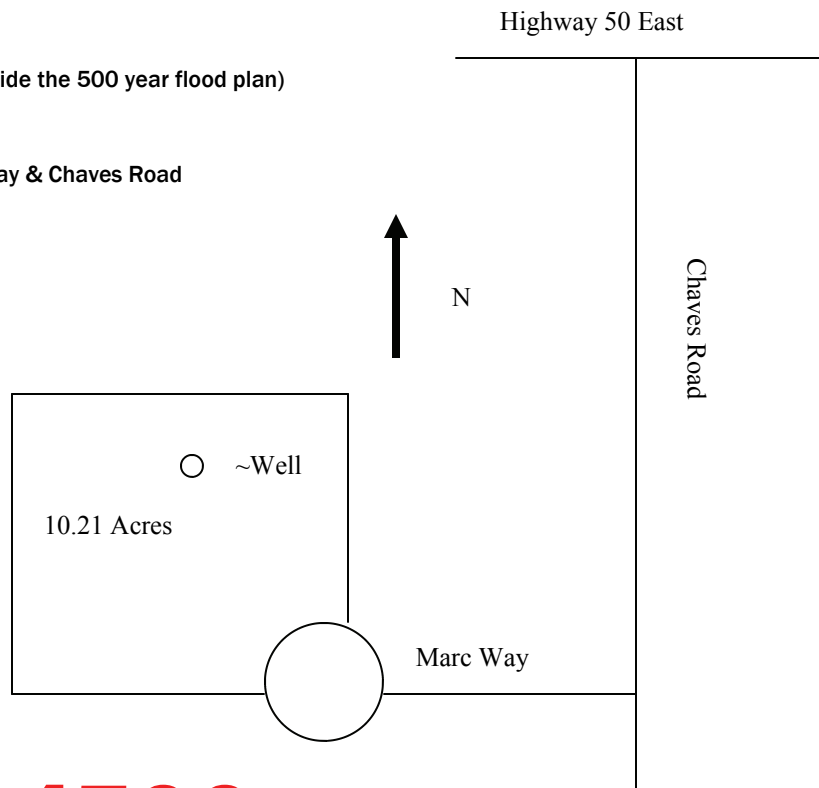 Highway 50 East
ide the 500 year flood plan)
ay & Chaves Road
N
Chaves Road
~Well
10.21 Acres
Marc Way